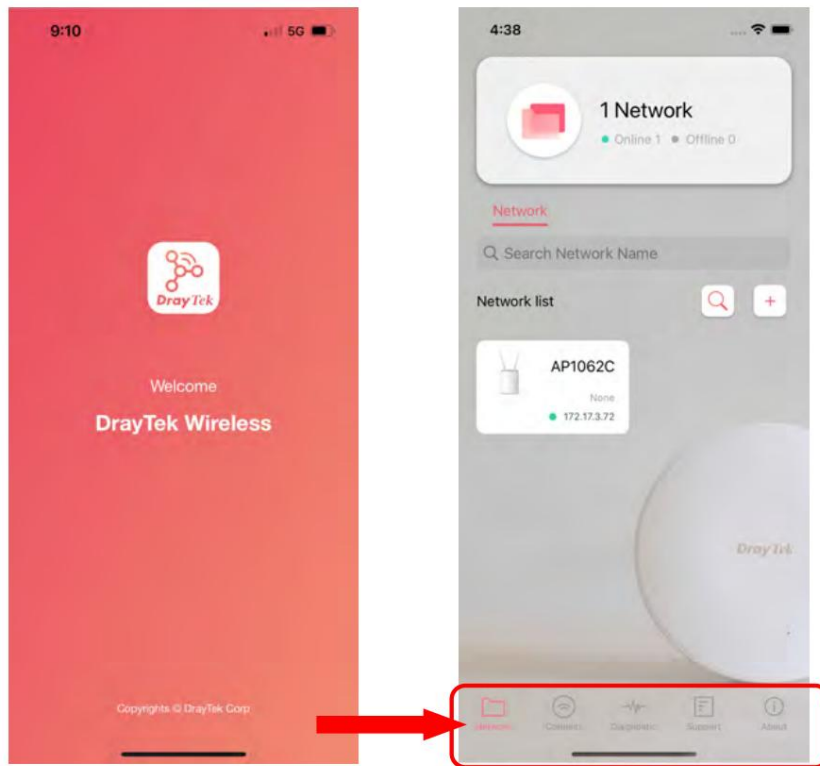 9:10
5G
DrayTek
Welcome
DrayTek Wireless
Copyrights © DrayTek Corp
4:38
1 Network
Online 1 Offline 0
Network
Search Network Name
Network list
+
AP1062C
None
172.17.3.72
DrayTek
Network Connect Diagnostic Support About